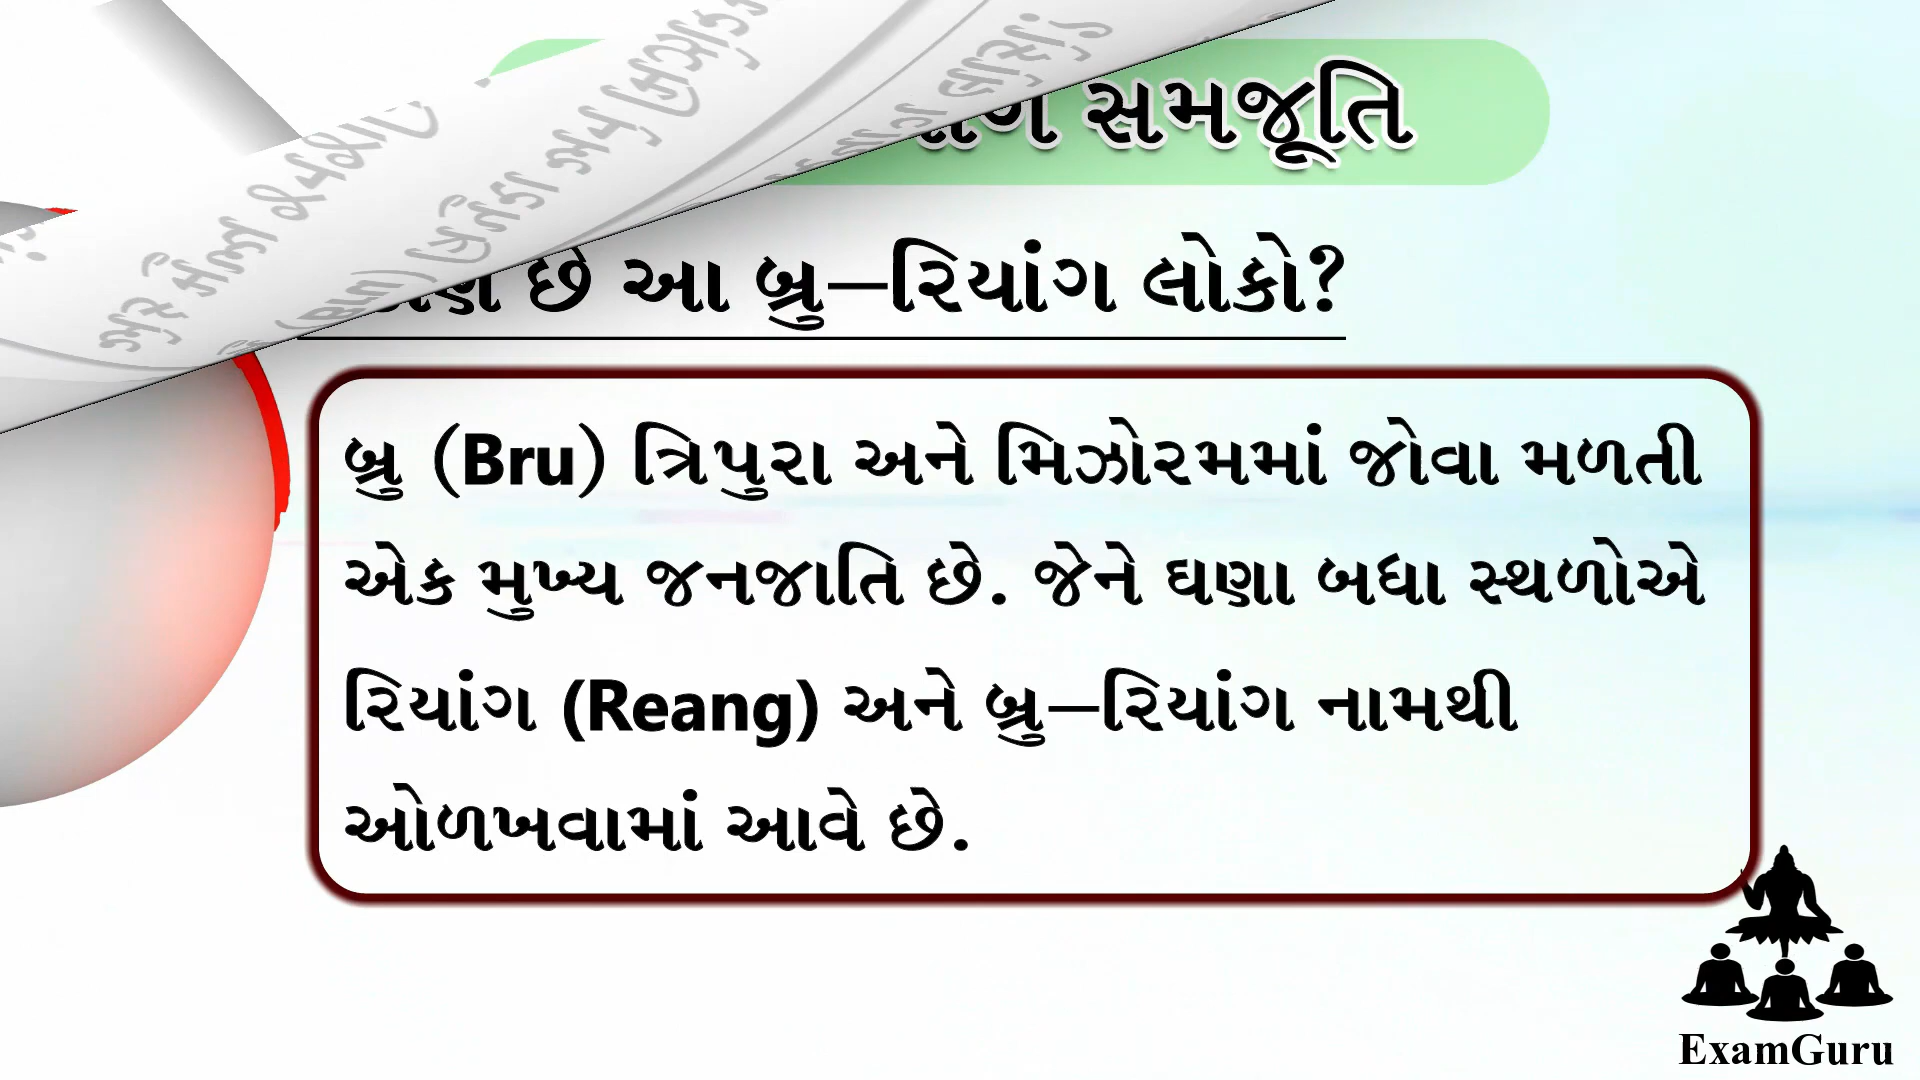 સમજૂતિ
છે આ બ્રુ–રિયાંગ લોકો?
બ્રુ (Bru) ત્રિપુરા અને મિઝોરમમાં જોવા મળતી
એક મુખ્ય જનજાતિ છે. જેને ઘણા બધા સ્થળોએ
રિયાંગ (Reang) અને બ્રુ–રિયાંગ નામથી
ઓળખવામાં આવે છે.
ExamGuru